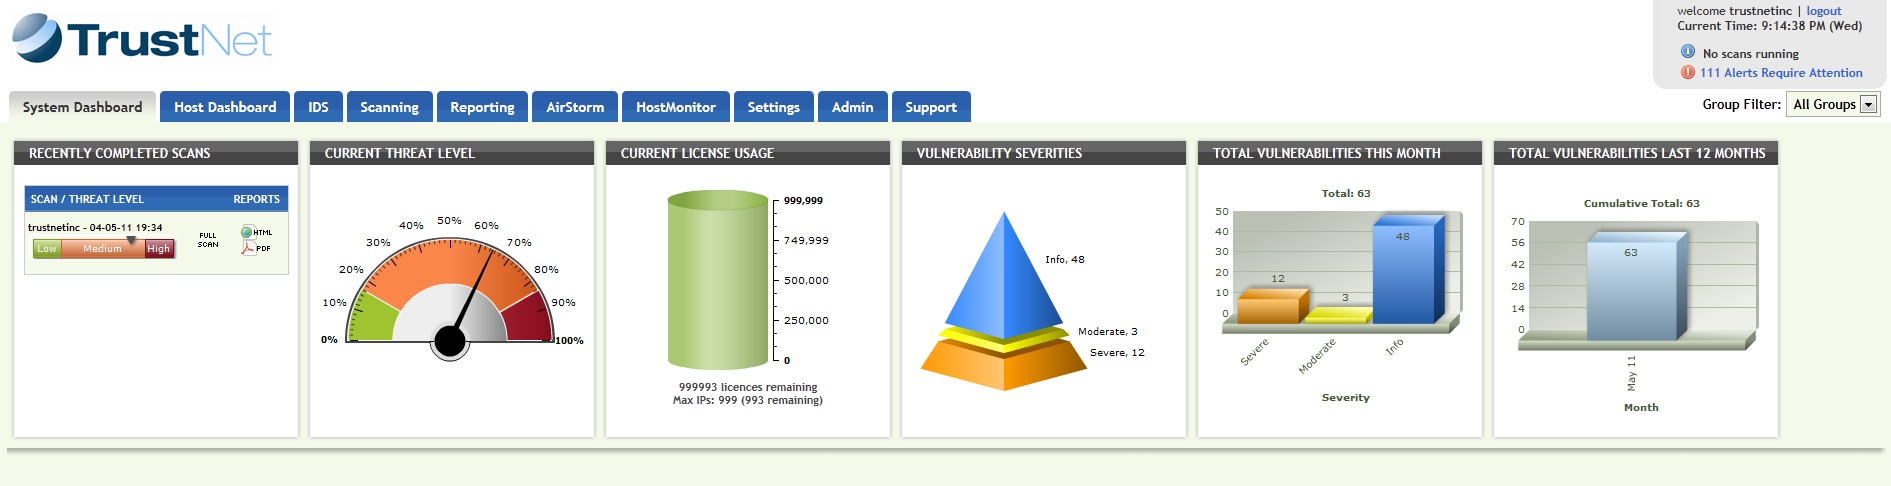 TrustNet
welcome trustnetinc | logout
Current Time: 9:14:38 PM (Wed)
No scans running
111 Alerts Require Attention
System Dashboard
Host Dashboard
IDS
Scanning
Reporting
AirStorm
HostMonitor
Settings
Admin
Support
Group Filter: All Groups
RECENTLY COMPLETED SCANS
SCAN / THREAT LEVEL REPORTS
trustnetinc - 04-05-11 19:34
Low Medium High
FULL
SCAN
HTML
PDF
CURRENT THREAT LEVEL
0%
10%
20%
30%
40%
50%
60%
70%
80%
90%
100%
CURRENT LICENSE USAGE
999,999
749,999
500,000
250,000
0
999993 licences remaining
Max IPs: 999 (993 remaining)
VULNERABILITY SEVERITIES
Info, 48
Moderate, 3
Severe, 12
TOTAL VULNERABILITIES THIS MONTH
Total: 63
50
40
30
20
10
0
12
3
48
Severe
Moderate
Info
Severity
TOTAL VULNERABILITIES LAST 12 MONTHS
Cumulative Total: 63
70
56
42
28
14
0
63
May 11
Month